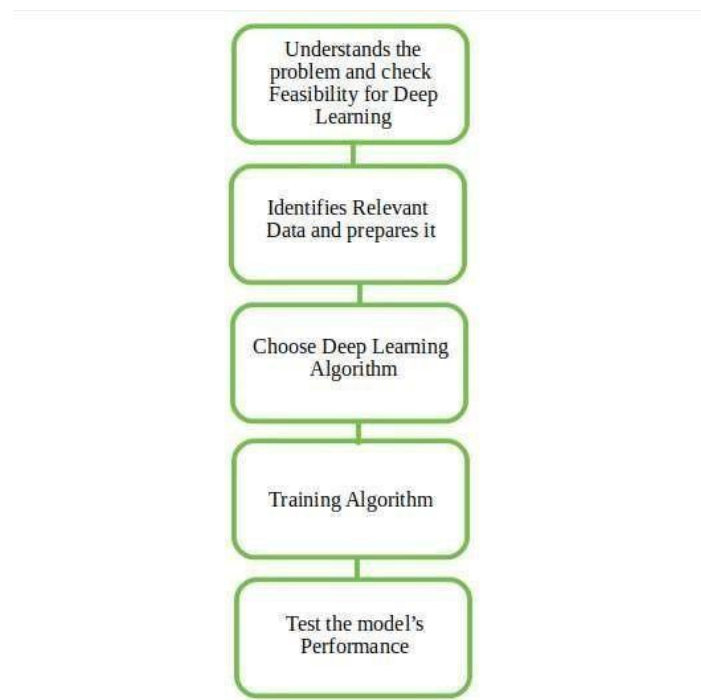 Understands the
problem and check
Feasibility for Deep
Learning
Identifies Relevant
Data and prepares it
Choose Deep Learning
Algorithm
Training Algorithm
Test the model’s
Performance